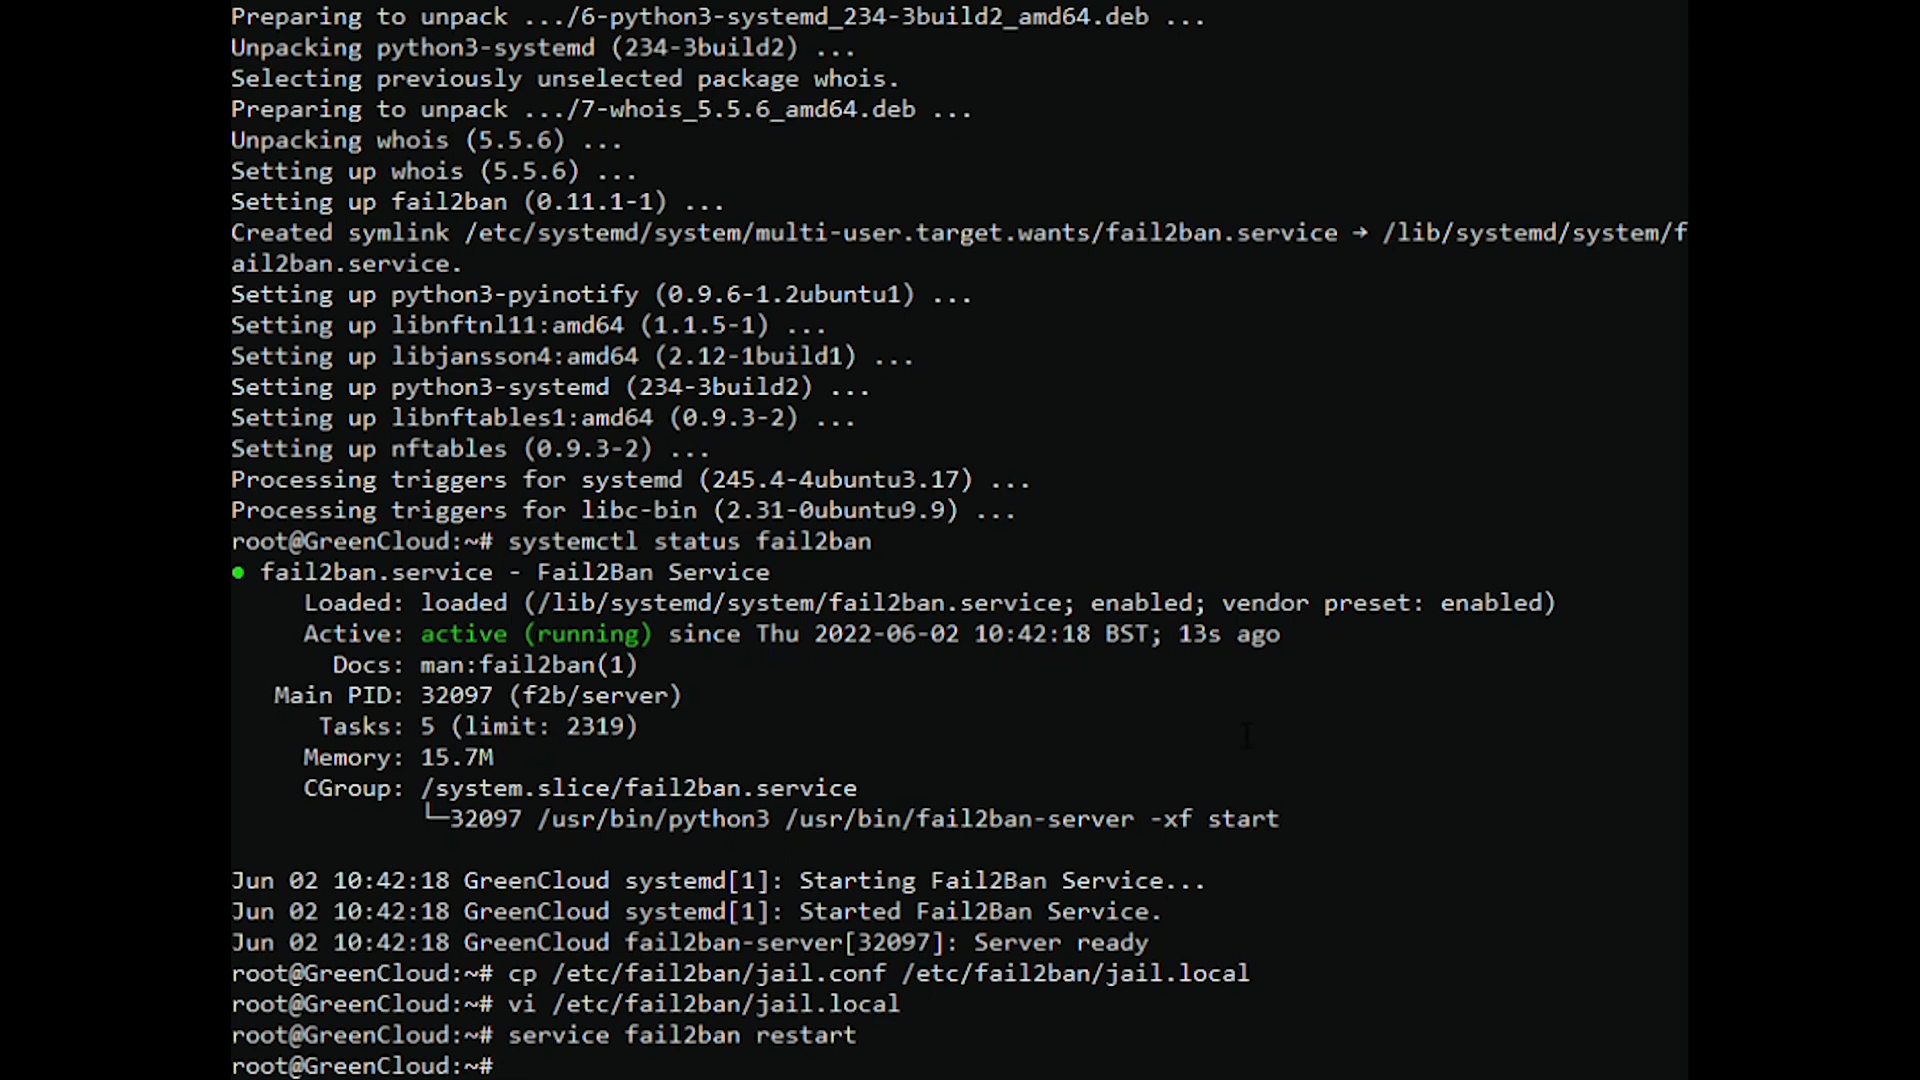 Preparing to unpack .../6-python3-systemd_234-3build2_amd64.deb ...
Unpacking python3-systemd (234-3build2) ...
Selecting previously unselected package whois.
Preparing to unpack .../7-whois_5.5.6_amd64.deb ...
Unpacking whois (5.5.6) ...
Setting up whois (5.5.6) ...
Setting up fail2ban (0.11.1-1) ...
Created symlink /etc/systemd/system/multi-user.target.wants/fail2ban.service → /lib/systemd/system/f
ail2ban.service.
Setting up python3-pyinotify (0.9.6-1.2ubuntu1) ...
Setting up libnftnl11:amd64 (1.1.5-1) ...
Setting up libjansson4:amd64 (2.12-1build1) ...
Setting up python3-systemd (234-3build2) ...
Setting up libnftables1:amd64 (0.9.3-2) ...
Setting up nftables (0.9.3-2) ...
Processing triggers for systemd (245.4-4ubuntu3.17) ...
Processing triggers for libc-bin (2.31-0ubuntu9.9) ...
root@GreenCloud:~# systemctl status fail2ban
● fail2ban.service - Fail2Ban Service
     Loaded: loaded (/lib/systemd/system/fail2ban.service; enabled; vendor preset: enabled)
     Active: active (running) since Thu 2022-06-02 10:42:18 BST; 13s ago
       Docs: man:fail2ban(1)
   Main PID: 32097 (f2b/server)
      Tasks: 5 (limit: 2319)
     Memory: 15.7M
     CGroup: /system.slice/fail2ban.service
             └─32097 /usr/bin/python3 /usr/bin/fail2ban-server -xf start
Jun 02 10:42:18 GreenCloud systemd[1]: Starting Fail2Ban Service...
Jun 02 10:42:18 GreenCloud systemd[1]: Started Fail2Ban Service.
Jun 02 10:42:18 GreenCloud fail2ban-server[32097]: Server ready
root@GreenCloud:~# cp /etc/fail2ban/jail.conf /etc/fail2ban/jail.local
root@GreenCloud:~# vi /etc/fail2ban/jail.local
root@GreenCloud:~# service fail2ban restart
root@GreenCloud:~#